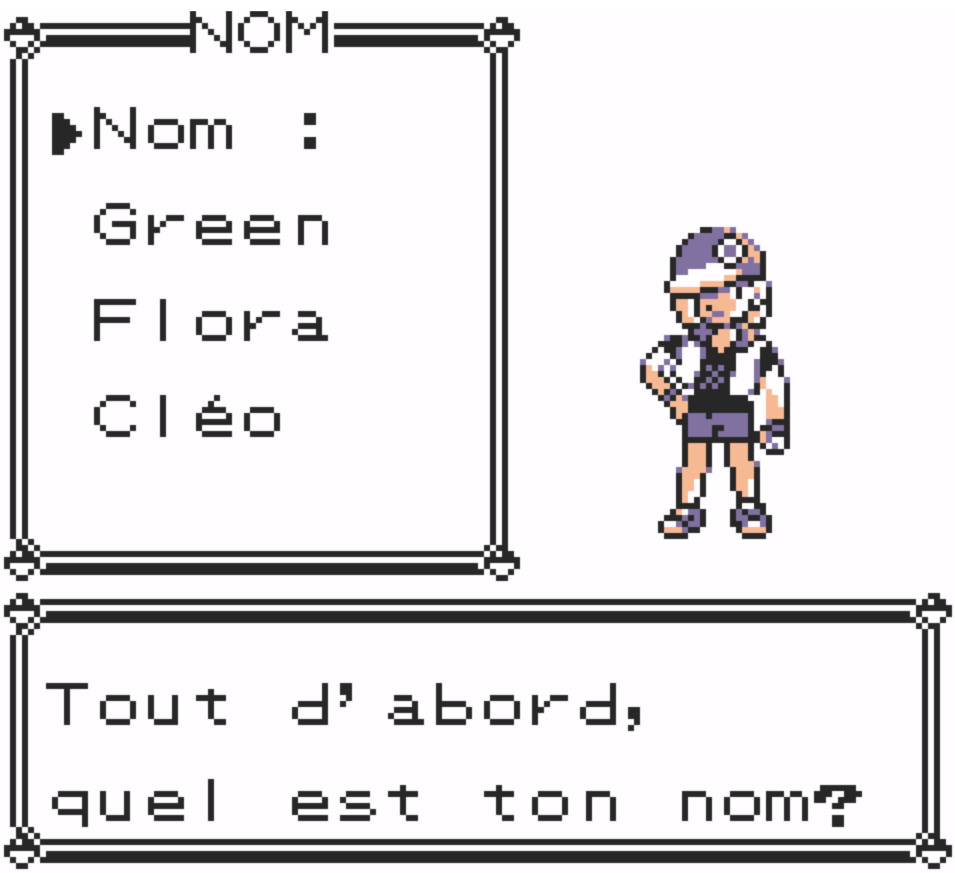 NOM
Nom :
Green
Flora
Cléo
Tout d'abord,
quel est ton nom?